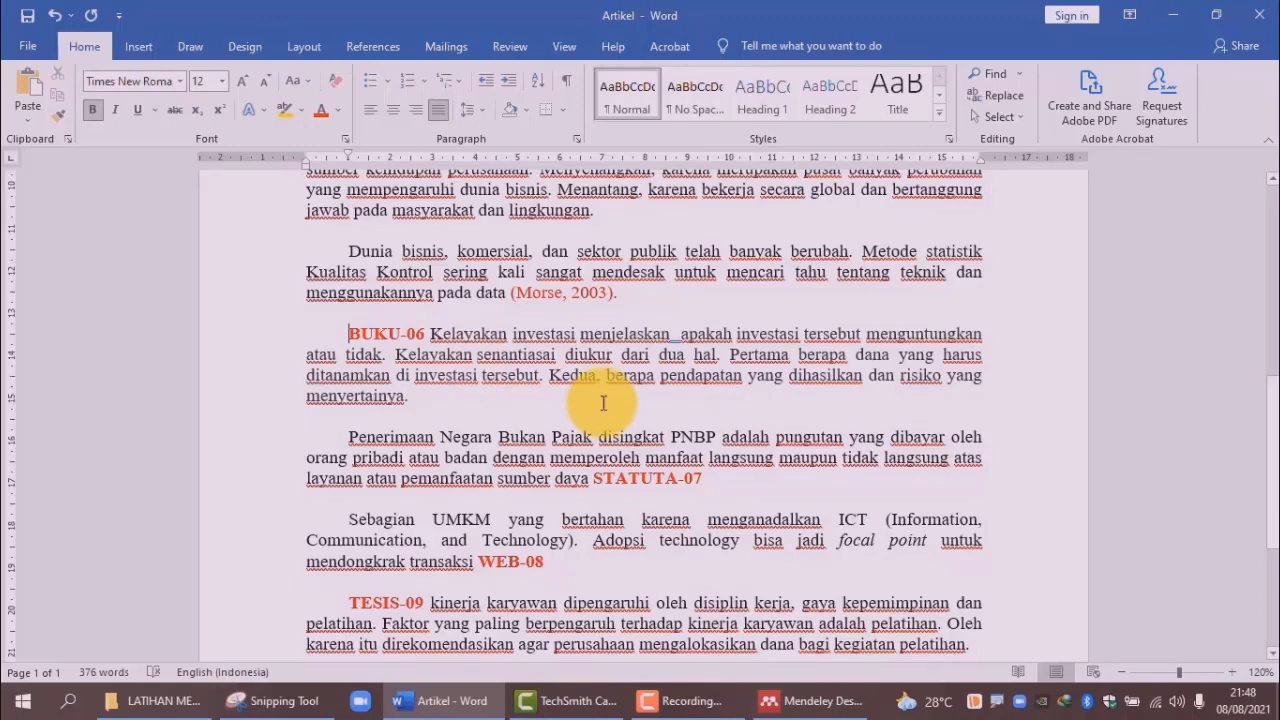 Artikel - Word
Sign in
File Home Insert Draw Design Layout References Mailings Review View Help Acrobat Tell me what you want to do Share
Paste
Times New Roma 12
Clipboard Font Paragraph Styles Editing Adobe Acrobat
AaBbCcDc AaBbCcDc AaBbCc AaBbCcD AaB
¶ Normal ¶ No Spac... Heading 1 Heading 2 Title
Find
Replace
Select
Create and Share Adobe PDF
Request Signatures
sumber kehidupan perusahaan. Menyenangkan, karena merupakan pusat banyak perubahan
yang mempengaruhi dunia bisnis. Menantang, karena bekerja secara global dan bertanggung
jawab pada masyarakat dan lingkungan.
Dunia bisnis, komersial, dan sektor publik telah banyak berubah. Metode statistik
Kualitas Kontrol sering kali sangat mendesak untuk mencari tahu tentang teknik dan
menggunakannya pada data (Morse, 2003).
BUKU-06 Kelayakan investasi menjelaskan apakah investasi tersebut menguntungkan
atau tidak. Kelayakan senantiasai diukur dari dua hal. Pertama berapa dana yang harus
ditanamkan di investasi tersebut. Kedua, berapa pendapatan yang dihasilkan dan risiko yang
menyertainya.
Penerimaan Negara Bukan Pajak disingkat PNBP adalah pungutan yang dibayar oleh
orang pribadi atau badan dengan memperoleh manfaat langsung maupun tidak langsung atas
layanan atau pemanfaatan sumber daya STATUTA-07
Sebagian UMKM yang bertahan karena menganadalkan ICT (Information,
Communication, and Technology). Adopsi technology bisa jadi focal point untuk
mendongkrak transaksi WEB-08
TESIS-09 kinerja karyawan dipengaruhi oleh disiplin kerja, gaya kepemimpinan dan
pelatihan. Faktor yang paling berpengaruh terhadap kinerja karyawan adalah pelatihan. Oleh
karena itu direkomendasikan agar perusahaan mengalokasikan dana bagi kegiatan pelatihan.
Page 1 of 1 376 words English (Indonesia) 120%
LATIHAN ME... Snipping Tool Artikel - Word TechSmith Ca... Recording... Mendeley Des... 28°C
21:48
08/08/2021